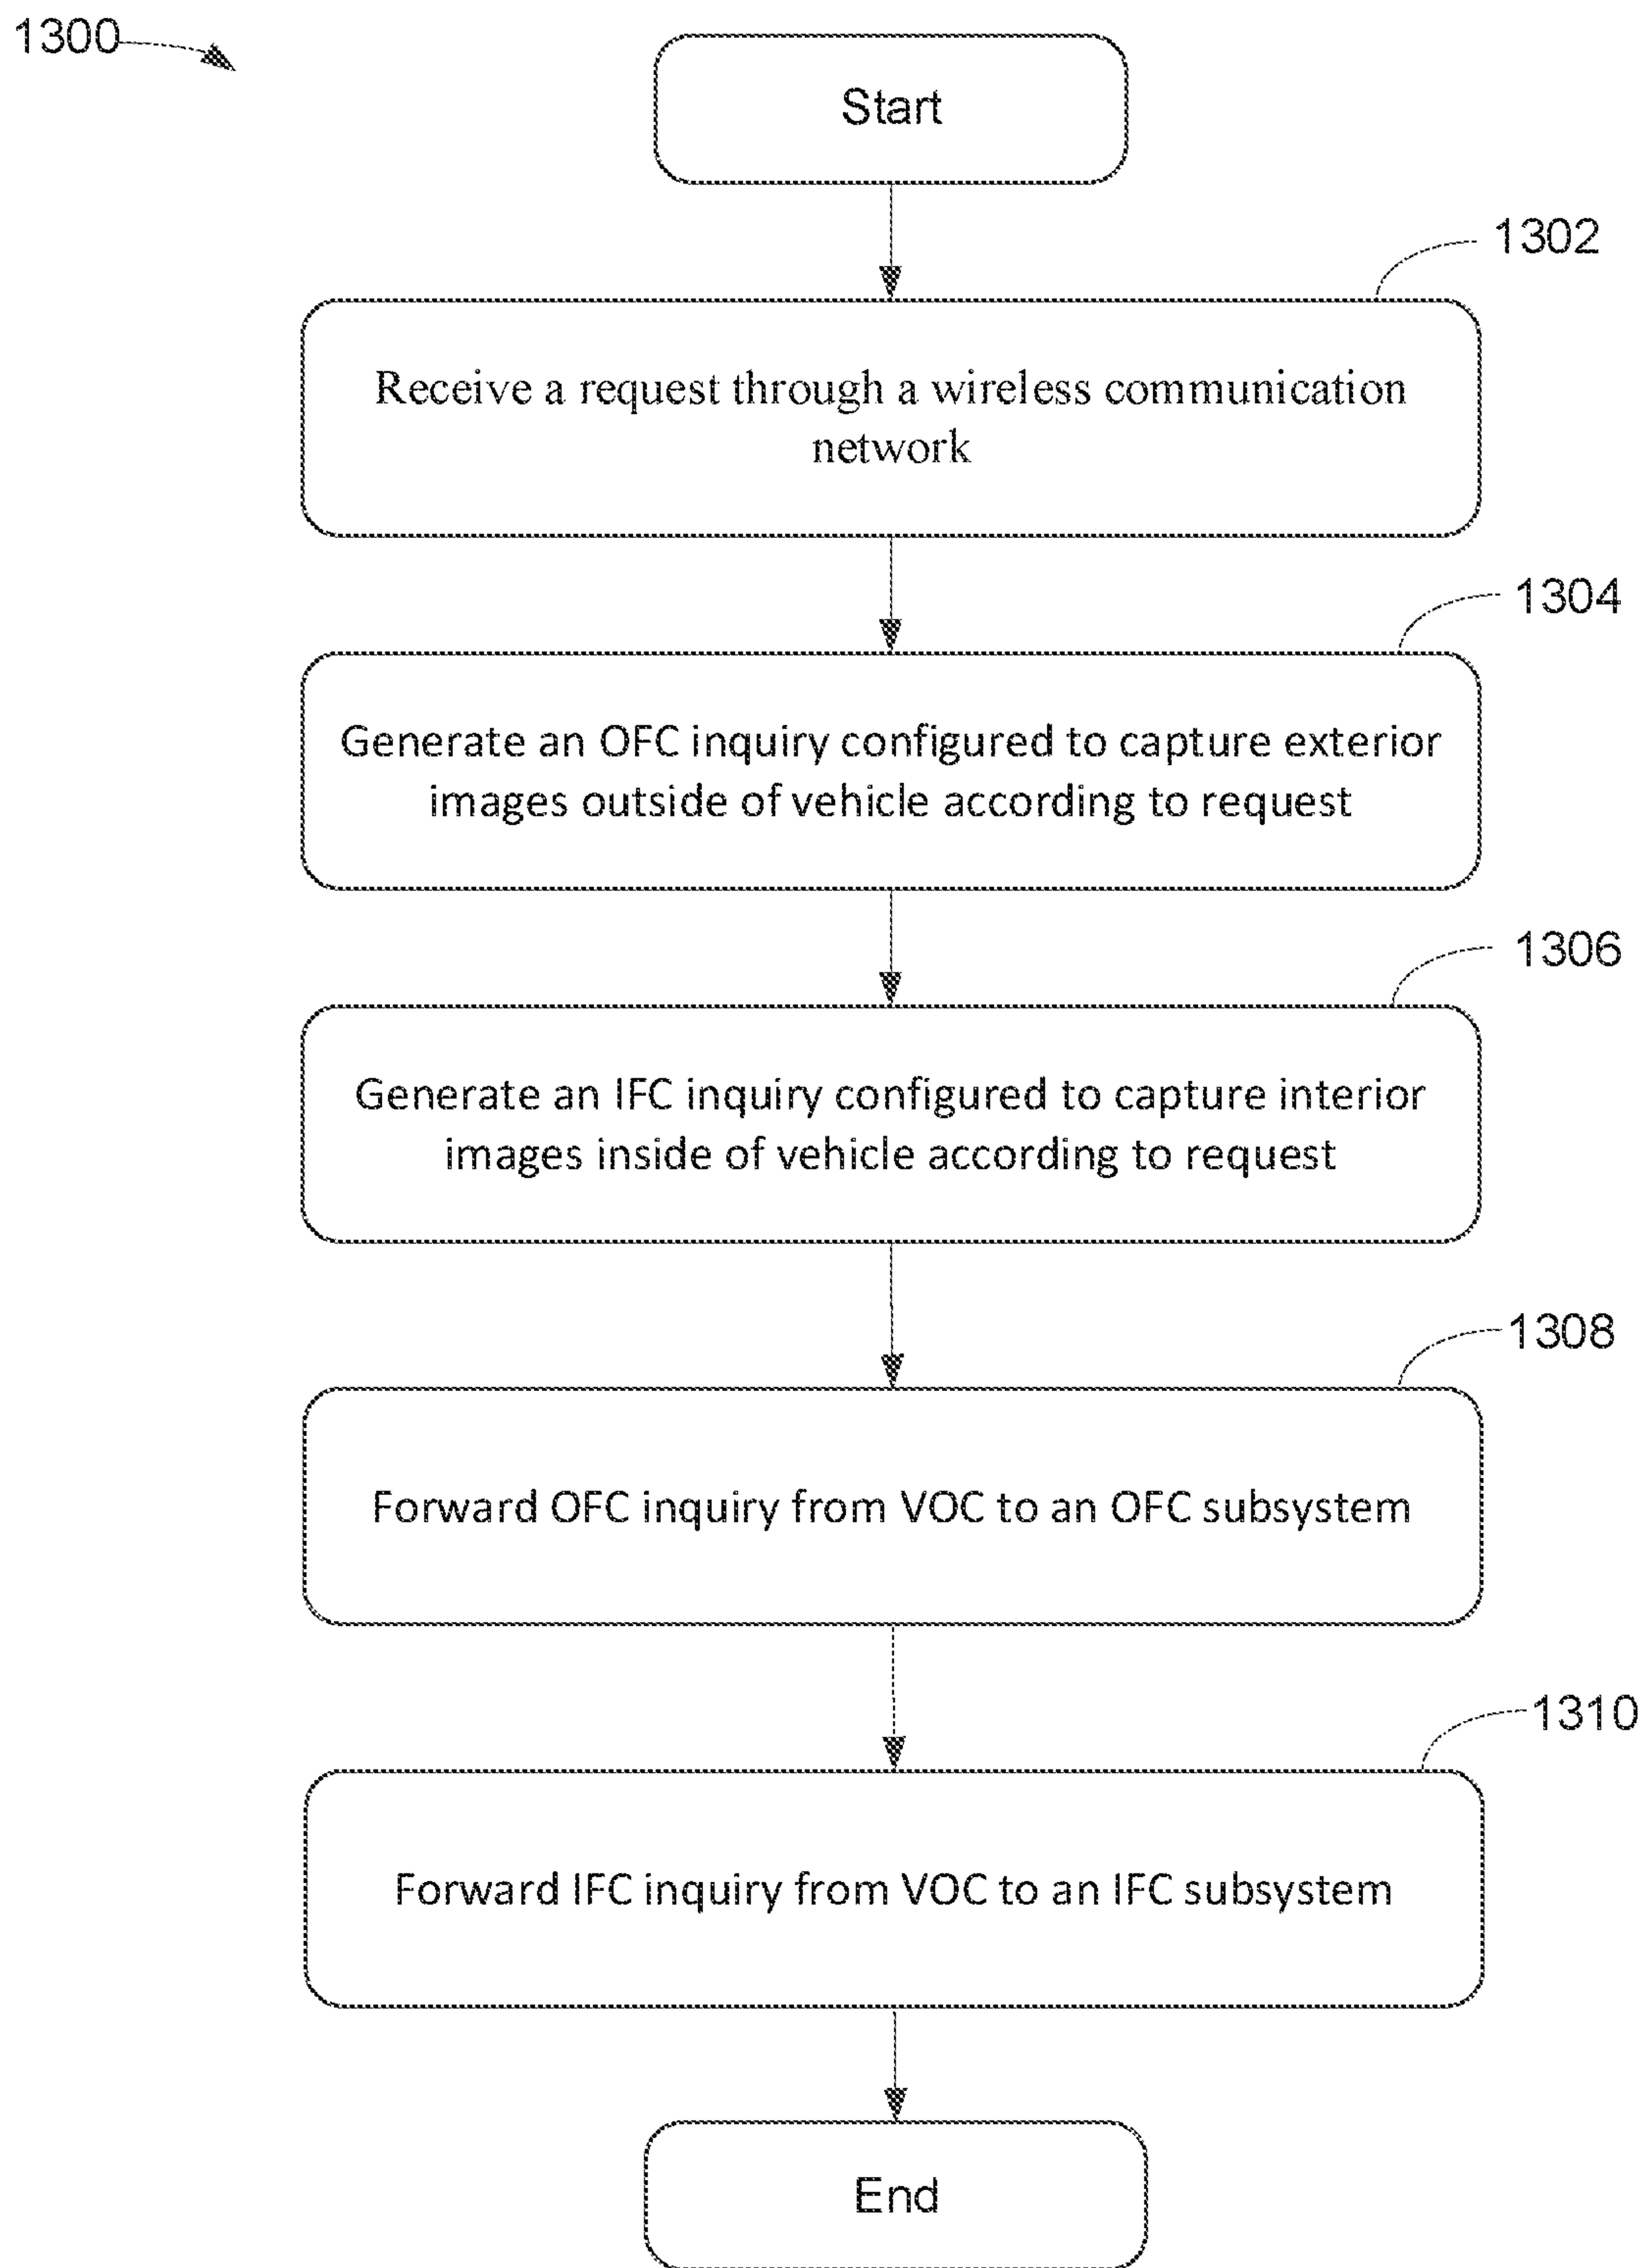 1300
Start
1302
Receive a request through a wireless communication
network
1304
Generate an OFC inquiry configured to capture exterior
images outside of vehicle according to request
1306
Generate an IFC inquiry configured to capture interior
images inside of vehicle according to request
1308
Forward OFC inquiry from VOC to an OFC subsystem
1310
Forward IFC inquiry from VOC to an IFC subsystem
End